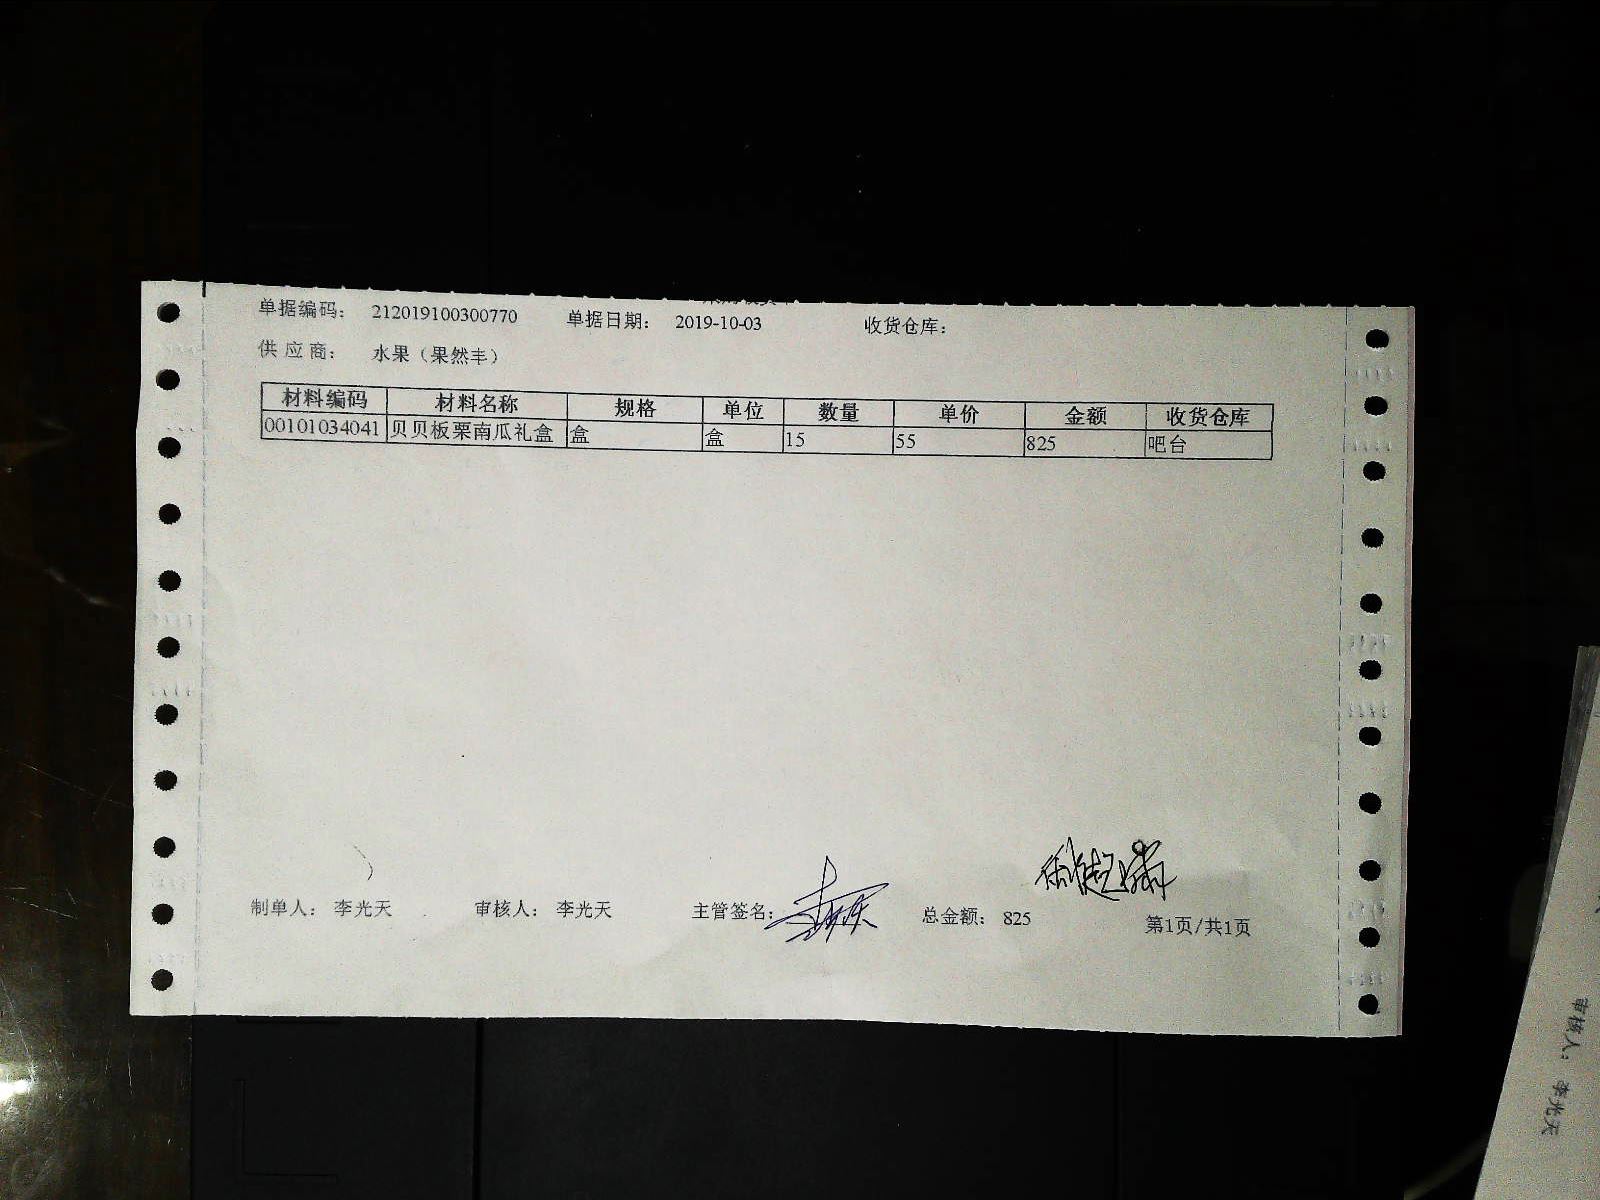 单据编码： 212019100300770 单据日期： 2019-10-03 收货仓库：
供 应 商： 水果（果然丰）
材料编码 材料名称 规格 单位 数量 单价 金额 收货仓库
00101034041 贝贝板栗南瓜礼盒 盒 盒 15 55 825 吧台
制单人： 李光天 审核人： 李光天 主管签名： 总金额： 825 第1页/共1页
审核人： 李光天